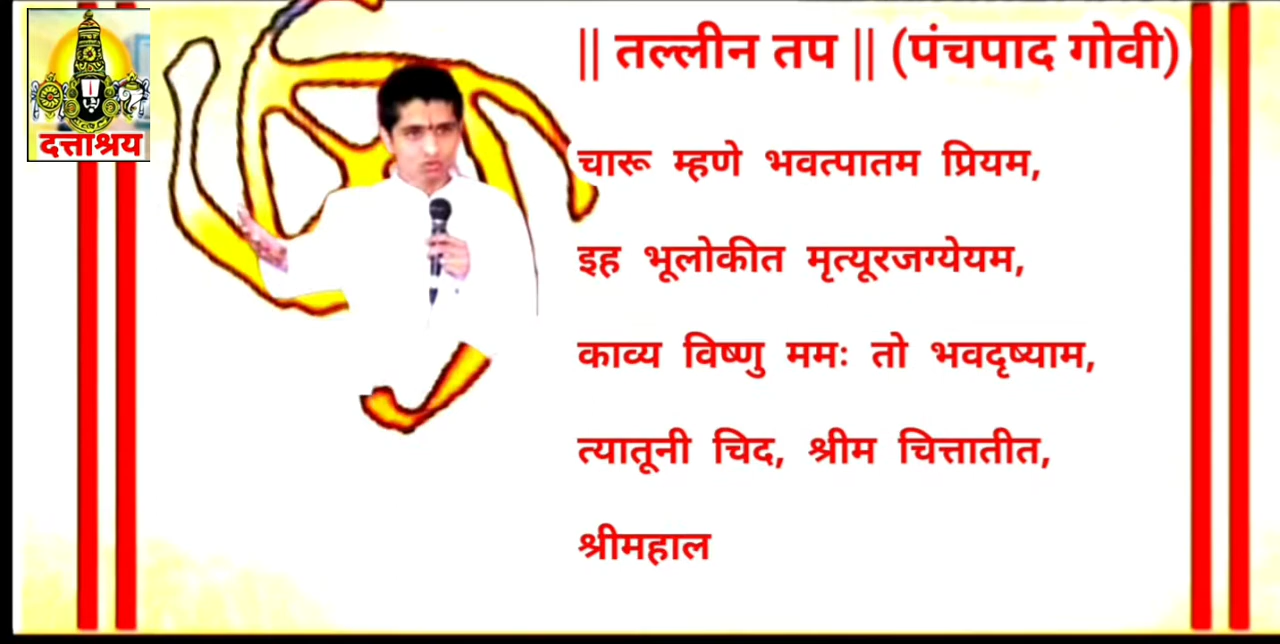 दत्ताश्रय
|| तल्लीन तप || (पंचपाद गोवी)
चारू म्हणे भवत्पातम प्रियम,
इह भूलोकीत मृत्यूरजग्येयम,
काव्य विष्णु ममः तो भवदृष्याम,
त्यातूनी चिद, श्रीम चित्तातीत,
श्रीमहाल